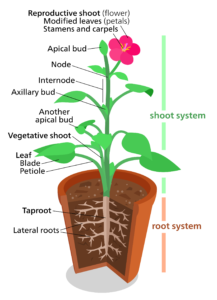 Reproductive shoot (flower)
Modified leaves (petals)
Stamens and carpels
Apical bud
Node
Internode
Axillary bud
Another
apical bud
Vegetative shoot
Leaf
Blade
Petiole
Taproot
Lateral roots
shoot system
root system